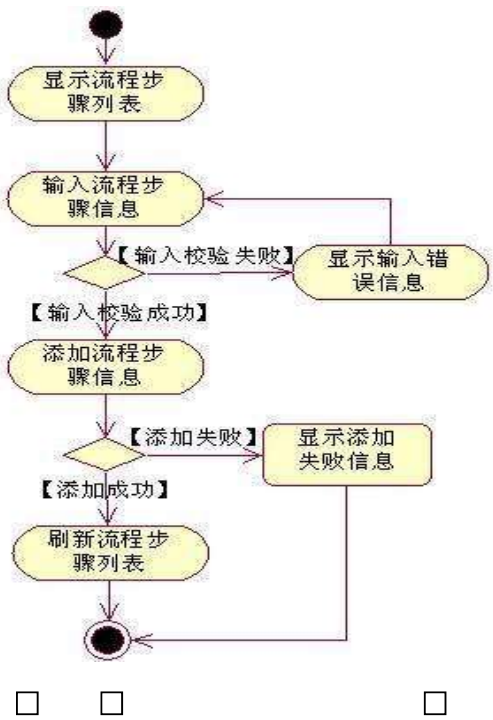 显示流程步
骤列表
输入流程步
骤信息
【输入校验失败】
显示输入错
误信息
【输入校验成功】
添加流程步
骤信息
【添加失败】
显示添加
失败信息
【添加成功】
刷新流程步
骤列表